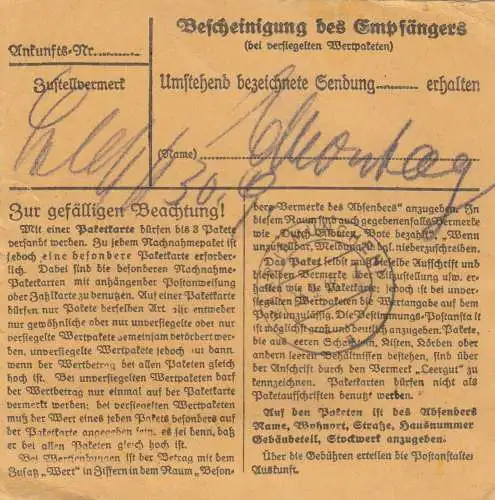 Bescheinigung des Empfängers
(bei versiegelten Wertpaketen)
Ankunfts-Nr.
Zustellvermerk
Umstehend bezeichnete Sendung erhalten
(Name)
Montag
30.
Zur gefälligen Beachtung!
Mit einer Paketkarte dürfen bis 3 Pakete
versandt werden. Zu jedem Nachnahmepaket ist
jedoch eine besondere Paketkarte erforder-
lich. Dabei sind die besonderen Nachnahme-
Paketkarten mit anhängender Postanweisung
oder Zahlkarte zu benutzen. Auf einer Paketkarte
dürfen nur Pakete derselben Art, also entweder
nur gewöhnliche oder nur unversiegelte oder nur
versiegelte Wertpakete gemeinsam befördert wer-
den, unversiegelte Wertpakete jedoch nur dann,
wenn der Wertbetrag bei allen Paketen gleich
hoch ist. Bei unversiegelten Wertpaketen darf
der Wertbetrag nur einmal auf der Paketkarte
vermerkt werden; bei versiegelten Wertpaketen
muß der Wert eines jeden Pakets besonders auf
der Paketkarte angegeben sein, es sei denn, daß
er bei allen Paketen gleich hoch ist.
Bei Wertsendungen ist der Betrag mit dem
Zusatz „Wert" in Ziffern in dem Raum „Beson-
dere Vermerke des Absenders" anzugeben. In
diesem Raum sind auch gegebenenfalls Vermerke
wie „Durch Eilboten, Bote bezahlt", Wenn
unzustellbar, Meldung usw. niederzuschreiben.
Das Paket selbst muß dieselbe Aufschrift und
dieselben Vermerke über Eilzustellung usw. er-
halten wie die Paketkarte, jedoch ist bei unver-
siegelten Wertpaketen die Wertangabe auf dem
Paket unzulässig. Die Bestimmungs-Postanstalt
ist möglichst groß und deutlich anzugeben. Pakete,
die aus leeren Schachteln, Kisten, Körben oder
anderen leeren Behältnissen bestehen, sind über
der Anschrift durch den Vermerk „Leergut" zu
kennzeichnen. Paketkarten dürfen nicht als
Paketaufschriften benutzt werden.
Auf den Paketen ist des Absenders
Name, Wohnort, Straße, Hausnummer
Gebäudeteil, Stockwerk anzugeben.
Über die Gebühren erteilen die Postanstalten
Auskunft.